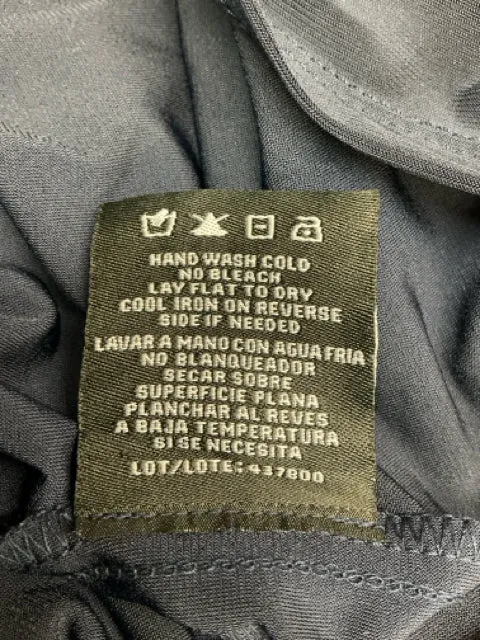 HAND WASH COLD
NO BLEACH
LAY FLAT TO DRY
COOL IRON ON REVERSE
SIDE IF NEEDED
LAVAR A MANO CON AGUA FRIA
NO BLANQUEADOR
SECAR SOBRE
SUPERFICIE PLANA
PLANCHAR AL REVES
A BAJA TEMPERATURA
SI SE NECESITA
LOT/LOTE: 437800